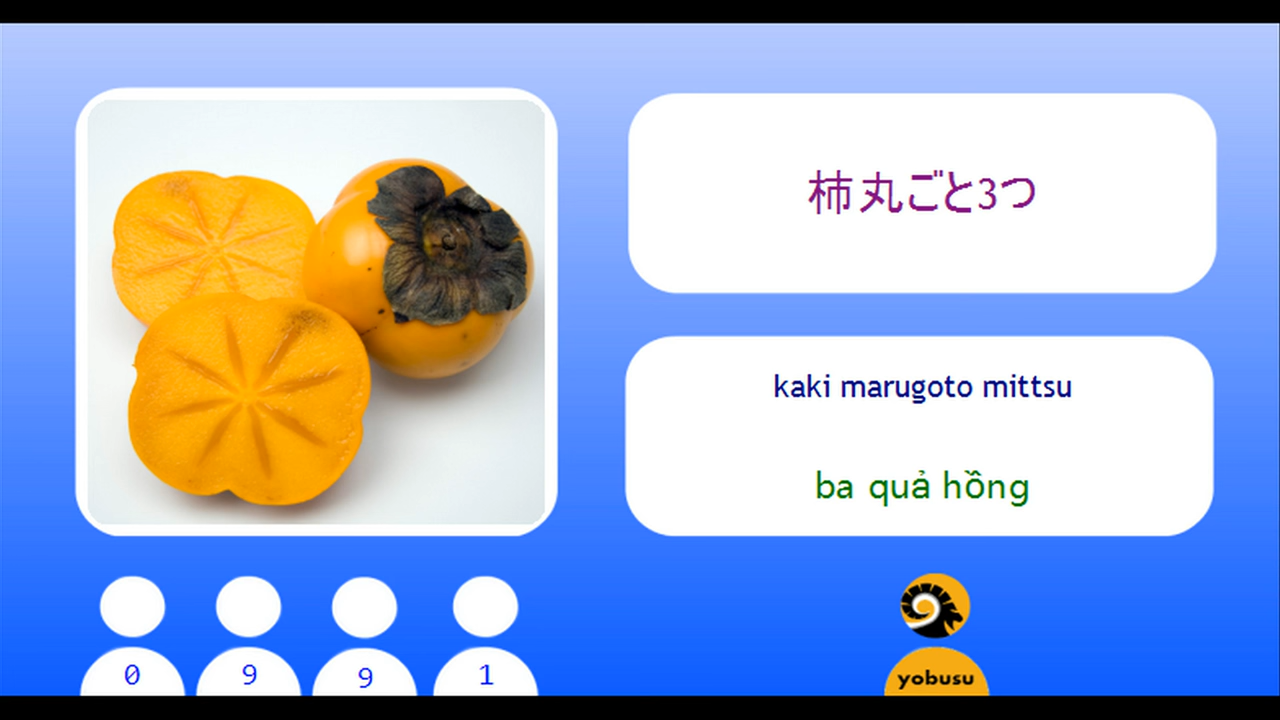 柿丸ごと3つ
kaki marugoto mittsu
ba quả hồng
0 9 9 1
yobusu